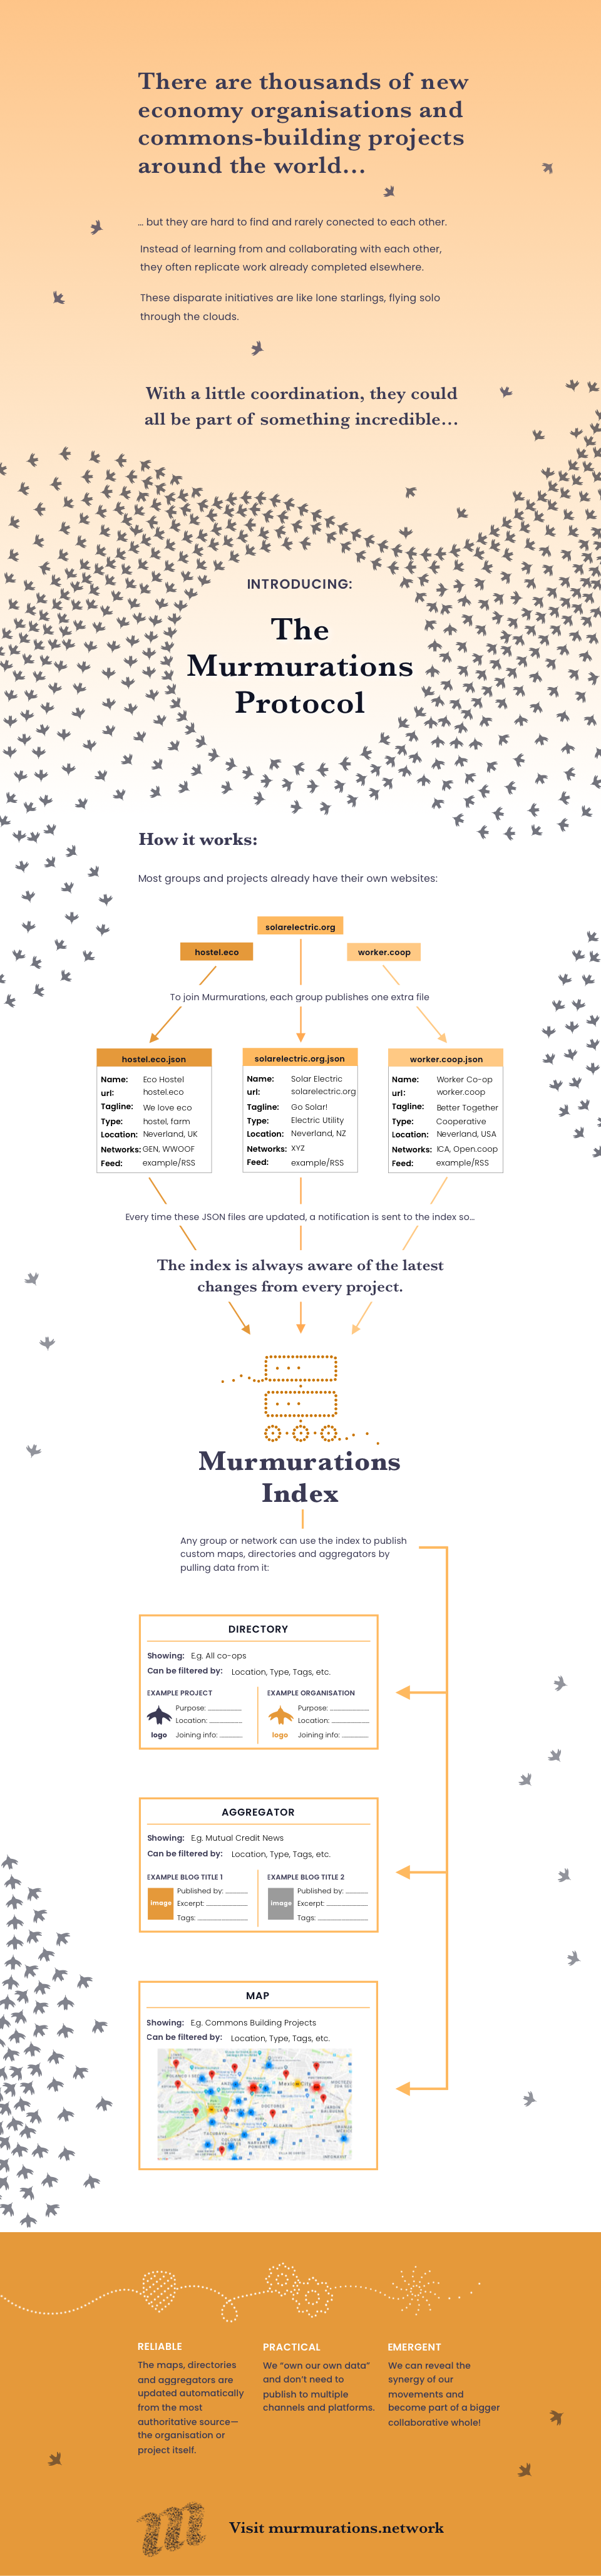 There are thousands of new
economy organisations and
commons-building projects
around the world...
... but they are hard to find and rarely conected to each other.
Instead of learning from and collaborating with each other,
they often replicate work already completed elsewhere.
These disparate initiatives are like lone starlings, flying solo
through the clouds.
With a little coordination, they could
all be part of something incredible...
INTRODUCING:
The
Murmurations
Protocol
How it works:
Most groups and projects already have their own websites:
solarelectric.org
hostel.eco
worker.coop
To join Murmurations, each group publishes one extra file
hostel.eco.json
Name: Eco Hostel
url: hostel.eco
Tagline: We love eco
Type: hostel, farm
Location: Neverland, UK
Networks: GEN, WWOOF
Feed: example/RSS
solarelectric.org.json
Name: Solar Electric
url: solarelectric.org
Tagline: Go Solar!
Type: Electric Utility
Location: Neverland, NZ
Networks: XYZ
Feed: example/RSS
worker.coop.json
Name: Worker Co-op
url: worker.coop
Tagline: Better Together
Type: Cooperative
Location: Neverland, USA
Networks: ICA, Open.coop
Feed: example/RSS
Every time these JSON files are updated, a notification is sent to the index so...
The index is always aware of the latest
changes from every project.
Murmurations
Index
Any group or network can use the index to publish
custom maps, directories and aggregators by
pulling data from it:
DIRECTORY
Showing: E.g. All co-ops
Can be filtered by: Location, Type, Tags, etc.
EXAMPLE PROJECT
Purpose:
Location:
logo Joining info:
EXAMPLE ORGANISATION
Purpose:
Location:
logo Joining info:
AGGREGATOR
Showing: E.g. Mutual Credit News
Can be filtered by: Location, Type, Tags, etc.
EXAMPLE BLOG TITLE 1
Published by:
image Excerpt:
Tags:
EXAMPLE BLOG TITLE 2
Published by:
image Excerpt:
Tags:
MAP
Showing: E.g. Commons Building Projects
Can be filtered by: Location, Type, Tags, etc.
RELIABLE
The maps, directories
and aggregators are
updated automatically
from the most
authoritative source—
the organisation or
project itself.
PRACTICAL
We "own our own data"
and don't need to
publish to multiple
channels and platforms.
EMERGENT
We can reveal the
synergy of our
movements and
become part of a bigger
collaborative whole!
m
Visit murmurations.network